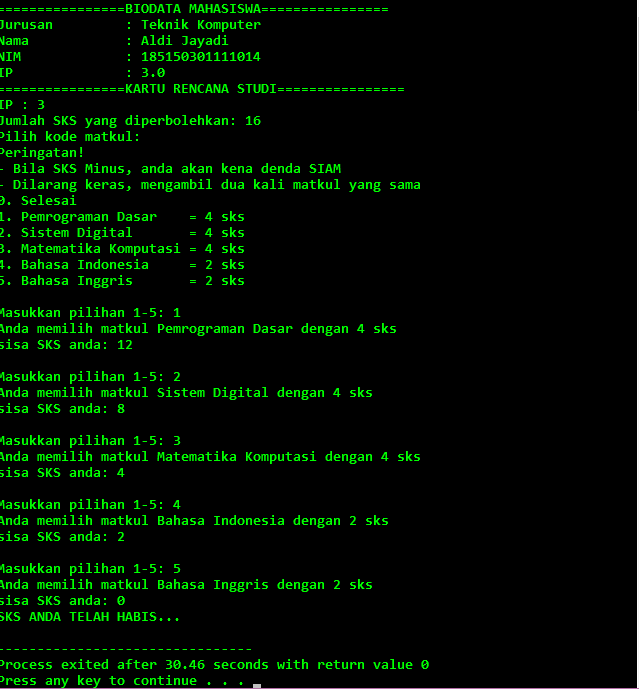 ================BIODATA MAHASISWA================
Jurusan : Teknik Komputer
Nama : Aldi Jayadi
NIM : 185150301111014
IP : 3.0
================KARTU RENCANA STUDI================
IP : 3
Jumlah SKS yang diperbolehkan: 16
Pilih kode matkul:
Peringatan!
- Bila SKS Minus, anda akan kena denda SIAM
- Dilarang keras, mengambil dua kali matkul yang sama
0. Selesai
1. Pemrograman Dasar = 4 sks
2. Sistem Digital = 4 sks
3. Matematika Komputasi = 4 sks
4. Bahasa Indonesia = 2 sks
5. Bahasa Inggris = 2 sks
Masukkan pilihan 1-5: 1
Anda memilih matkul Pemrograman Dasar dengan 4 sks
sisa SKS anda: 12
Masukkan pilihan 1-5: 2
Anda memilih matkul Sistem Digital dengan 4 sks
sisa SKS anda: 8
Masukkan pilihan 1-5: 3
Anda memilih matkul Matematika Komputasi dengan 4 sks
sisa SKS anda: 4
Masukkan pilihan 1-5: 4
Anda memilih matkul Bahasa Indonesia dengan 2 sks
sisa SKS anda: 2
Masukkan pilihan 1-5: 5
Anda memilih matkul Bahasa Inggris dengan 2 sks
sisa SKS anda: 0
SKS ANDA TELAH HABIS...
--------------------------------
Process exited after 30.46 seconds with return value 0
Press any key to continue . . .